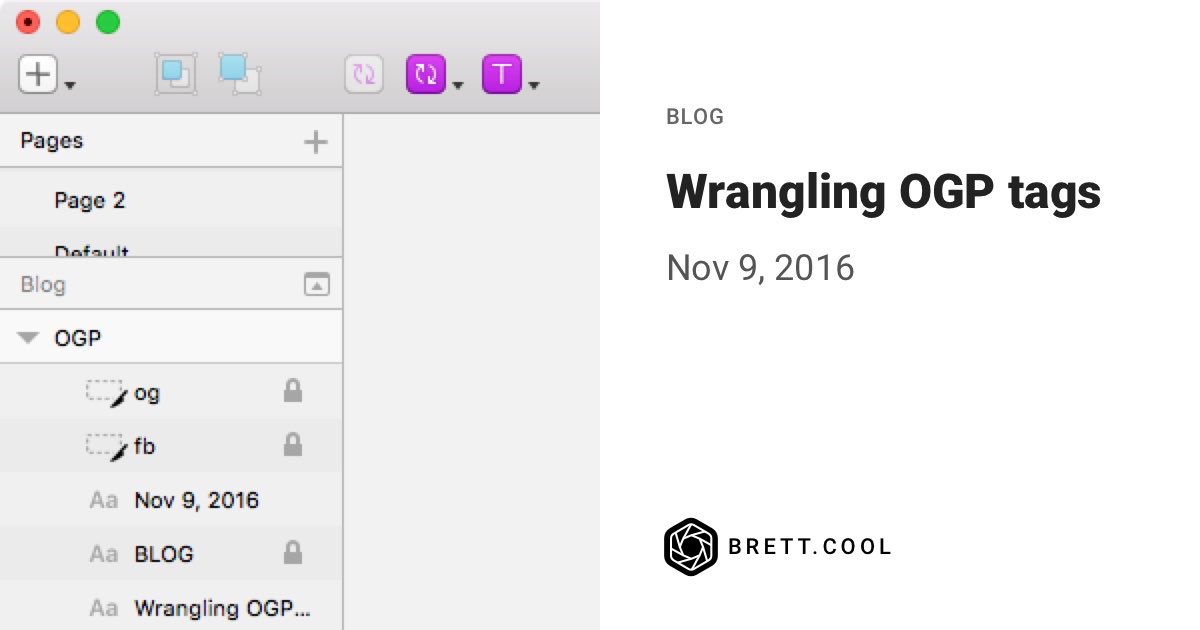 Pages
Page 2
Default
Blog
OGP
og
fb
Aa Nov 9, 2016
Aa BLOG
Aa Wrangling OGP...
T
BLOG
Wrangling OGP tags
Nov 9, 2016
BRETT.COOL